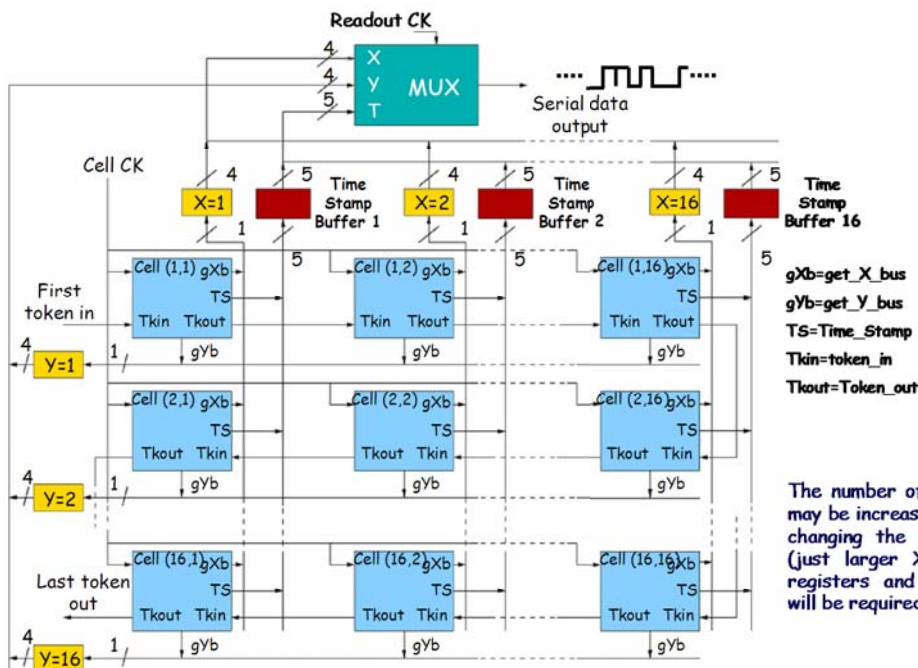 Readout CK
4 X
4 Y MUX
5 T
Serial data
output
Cell CK
4 5 4 5 4 5
X=1 Time
Stamp
Buffer 1 X=2 Time
Stamp
Buffer 2 X=16 Time
Stamp
Buffer 16
1 5 1 5 1 5
Cell (1,1) gXb Cell (1,2) gXb Cell (1,16) gXb
TS TS TS
First
token in
Tkin Tkout Tkin Tkout Tkin Tkout
gYb gYb gYb
4 Y=1 1
Cell (2,1) gXb Cell (2,2) gXb Cell (2,16) gXb
TS TS TS
Tkout Tkin Tkout Tkin Tkout Tkin
gYb gYb gYb
4 Y=2 1
Cell (16,1) gXb Cell (16,2) gXb Cell (16,16) gXb
TS TS TS
Last token
out
Tkout Tkin Tkout Tkin Tkout Tkin
gYb gYb gYb
4 Y=16 1
gXb=get_X_bus
gYb=get_Y_bus
TS=Time_Stamp
Tkin=token_in
Tkout=Token_out
The number of
may be increas
changing the
(just larger X
registers and
will be required